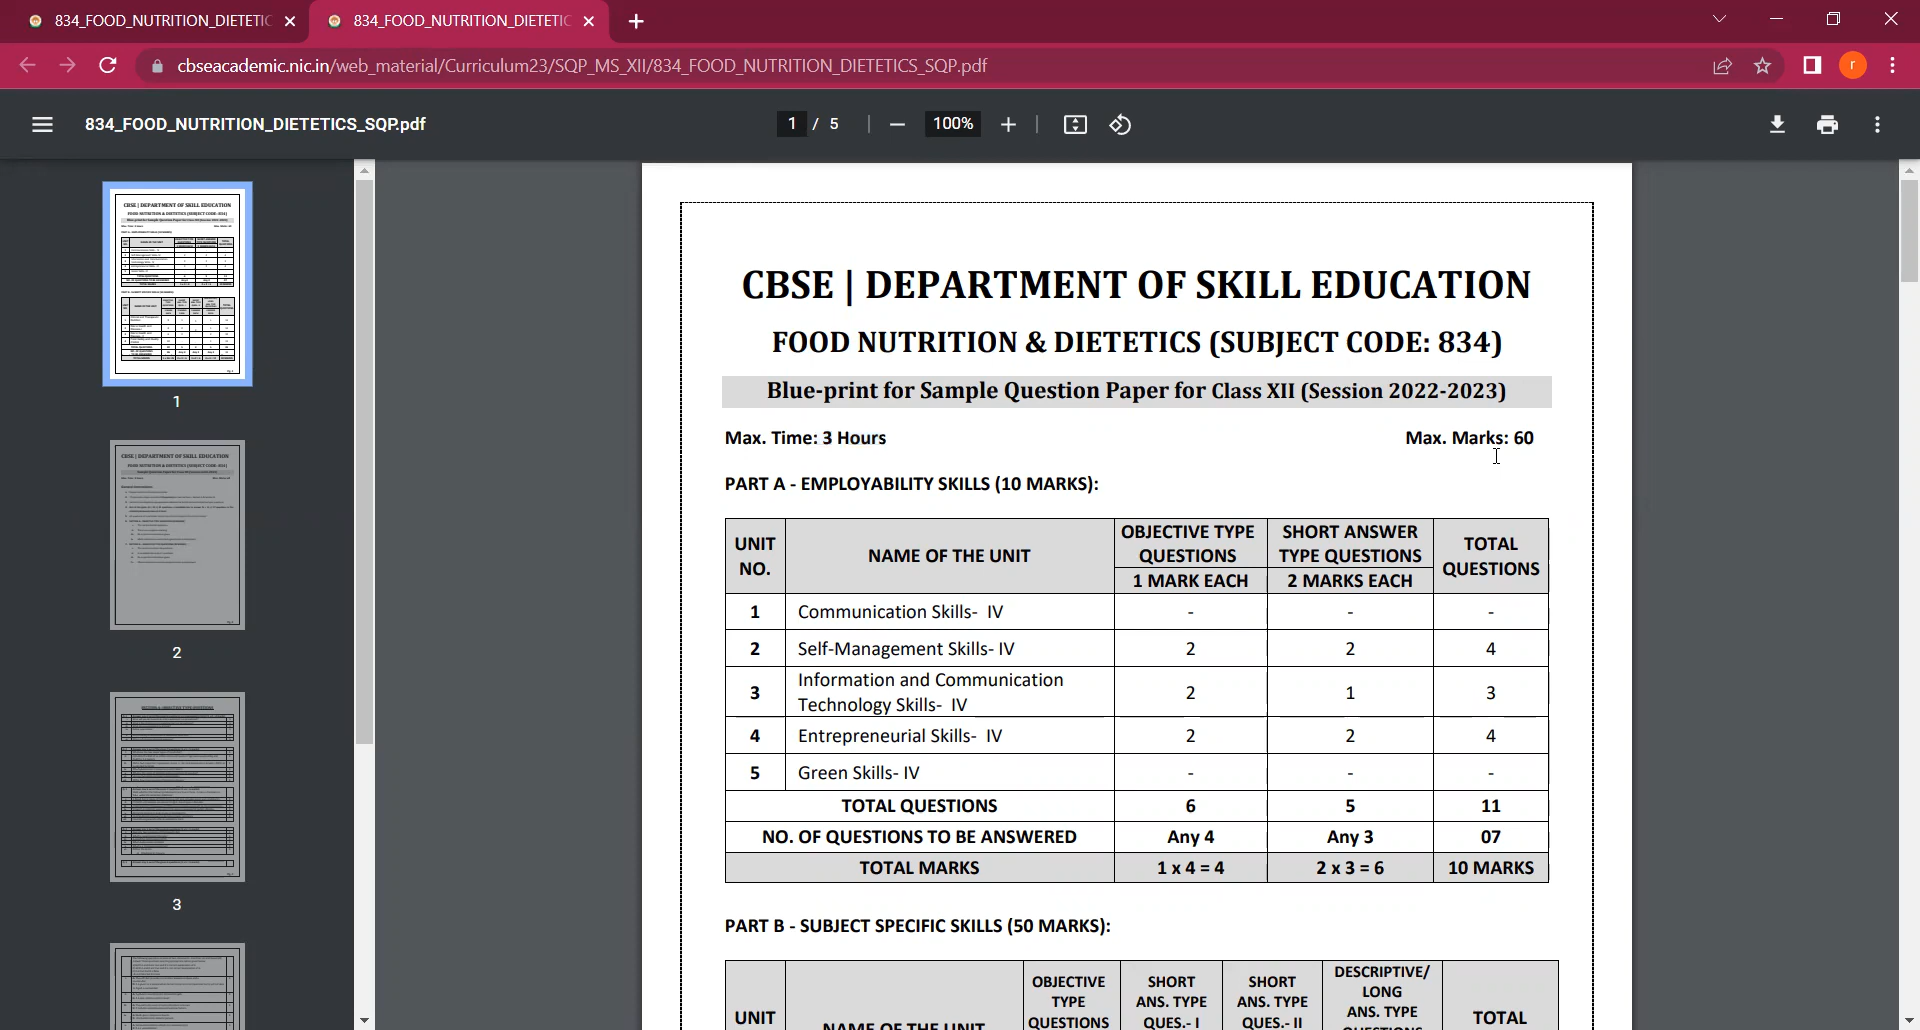 834_FOOD_NUTRITION_DIETETIC
834_FOOD_NUTRITION_DIETETIC
cbseacademic.nic.in/web_material/Curriculum23/SQP_MS_XII/834_FOOD_NUTRITION_DIETETICS_SQP.pdf
r
834_FOOD_NUTRITION_DIETETICS_SQP.pdf
1 / 5
100%
CBSE | DEPARTMENT OF SKILL EDUCATION
FOOD NUTRITION & DIETETICS (SUBJECT CODE: 834)
Blue-print for Sample Question Paper for Class XII (Session 2022-2023)
Max. Time: 3 Hours Max. Marks: 60
PART A - EMPLOYABILITY SKILLS (10 MARKS):
UNIT NO. NAME OF THE UNIT OBJECTIVE TYPE QUESTIONS SHORT ANSWER TYPE QUESTIONS TOTAL QUESTIONS
1 MARK EACH 2 MARKS EACH
1 Communication Skills- IV - - -
2 Self-Management Skills- IV 2 2 4
3 Information and Communication Technology Skills- IV 2 1 3
4 Entrepreneurial Skills- IV 2 2 4
5 Green Skills- IV - - -
TOTAL QUESTIONS 6 5 11
NO. OF QUESTIONS TO BE ANSWERED Any 4 Any 3 07
TOTAL MARKS 1 x 4 = 4 2 x 3 = 6 10 MARKS
PART B - SUBJECT SPECIFIC SKILLS (50 MARKS):
UNIT NAME OF THE UNIT OBJECTIVE TYPE QUESTIONS SHORT ANS. TYPE QUES.- I SHORT ANS. TYPE QUES.- II DESCRIPTIVE/ LONG ANS. TYPE TOTAL
1
2
3